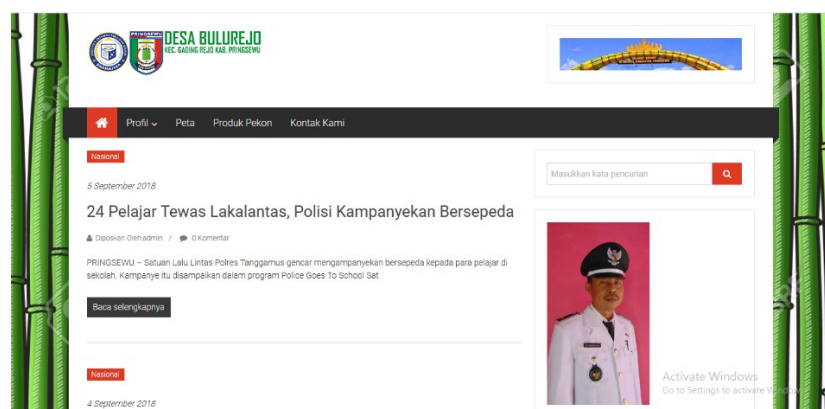 PRINGSEWU
DESA BULUREJO
KEC. GADING REJO KAB. PRINGSEWU
Profil
Peta
Produk Pekon
Kontak Kami
Nasional
5 September 2018
24 Pelajar Tewas Lakalantas, Polisi Kampanyekan Bersepeda
Diposkan Oleh:admin / 0 Komentar
PRINGSEWU – Satuan Lalu Lintas Polres Tanggamus gencar mengampanyekan bersepeda kepada para pelajar di
sekolah. Kampanye itu disampaikan dalam program Police Goes To School Sat
Baca selengkapnya
Nasional
4 September 2018
Masukkan kata pencarian
Activate Windows
Go to Settings to activate Windows.